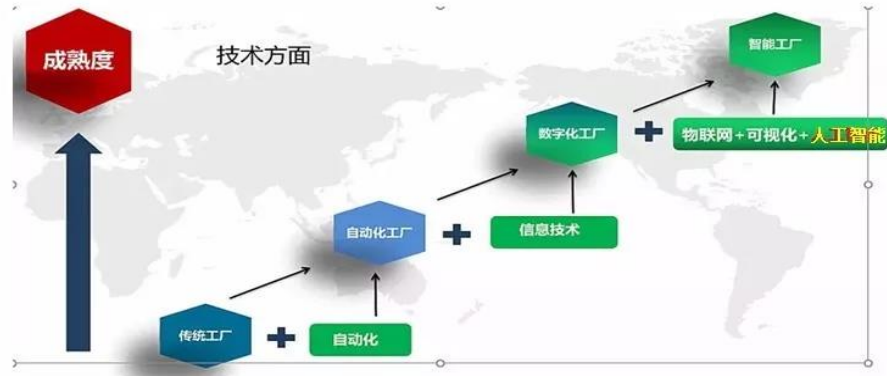 成熟度
技术方面
智能工厂
数字化工厂
物联网+可视化+人工智能
自动化工厂
信息技术
传统工厂
自动化